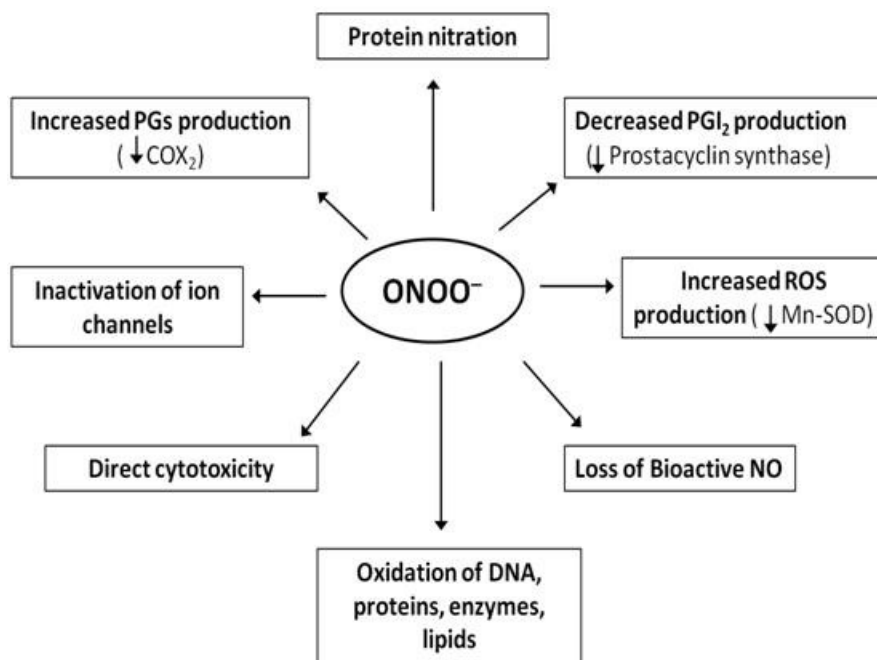 Protein nitration
Increased PGs production
( ↓ COX₂)
Decreased PGI₂ production
(↓ Prostacyclin synthase)
Inactivation of ion
channels
ONOO⁻
Increased ROS
production ( ↓ Mn-SOD)
Direct cytotoxicity
Loss of Bioactive NO
Oxidation of DNA,
proteins, enzymes,
lipids